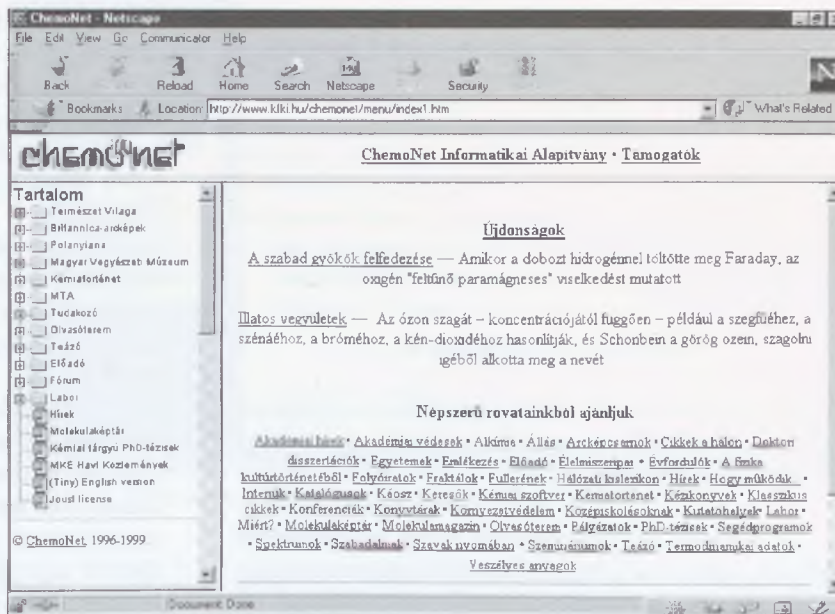 ChemoNet - Netscape
File Edit View Go Communicator Help
Back Reload Home Search Netscape Security
Bookmarks Location: http://www.klki.hu/chemonet/menu/index1.htm What's Related
chemonet
ChemoNet Informatikai Alapítvány • Támogatók
Tartalom
Természet Világa
Britannica-arcképek
Polanyiana
Magyar Vegyészeti Múzeum
Kémiatörténet
MTA
Tudakozó
Olvasóterem
Teázó
Előadó
Fórum
Labor
Hírek
Molekulaképtár
Kémiai tárgyú PhD-tézisek
MKE Havi Közlemények
(Tiny) English version
Joust license
© ChemoNet, 1996-1999
Újdonságok
A szabad gyökök felfedezése — Amikor a dobozt hidrogénnel töltötte meg Faraday, az
oxigén "feltűnő paramágneses" viselkedést mutatott
Illatos vegyületek — Az ózon szagát – koncentrációjától függően – például a szegfűéhez, a
szénáéhoz, a bróméhoz, a kén-dioxidéhoz hasonlítják, és Schönbein a görög ozein, szagolni
igéből alkotta meg a nevét
Népszerű rovatainkból ajánljuk
Akadémiai hírek • Akadémiai védések • Alkímia • Állás • Arcképcsarnok • Cikkek a hálón • Doktori
disszertációk • Egyetemek • Emlékezés • Előadó • Élelmiszeripar • Évfordulók • A fizika
kultúrtörténetéből • Folyóiratok • Fraktálok • Fullerének • Hálózati kislexikon • Hírek • Hogy működik...
Interjúk • Katalógusok • Káosz • Keresők • Kémiai szoftver • Kémiatörténet • Kézikönyvek • Klasszikus
cikkek • Konferenciák • Könyvtárak • Környezetvédelem • Középiskolásoknak • Kutatóhelyek • Labor •
Miért? • Molekulaképtár • Molekulamagazin • Olvasóterem • Pályázatok • PhD-tézisek • Segédprogramok
• Spektrumok • Szabadalmak • Szavak nyomában • Szemináriumok • Teázó • Termodinamikai adatok •
Veszélyes anyagok
Document: Done